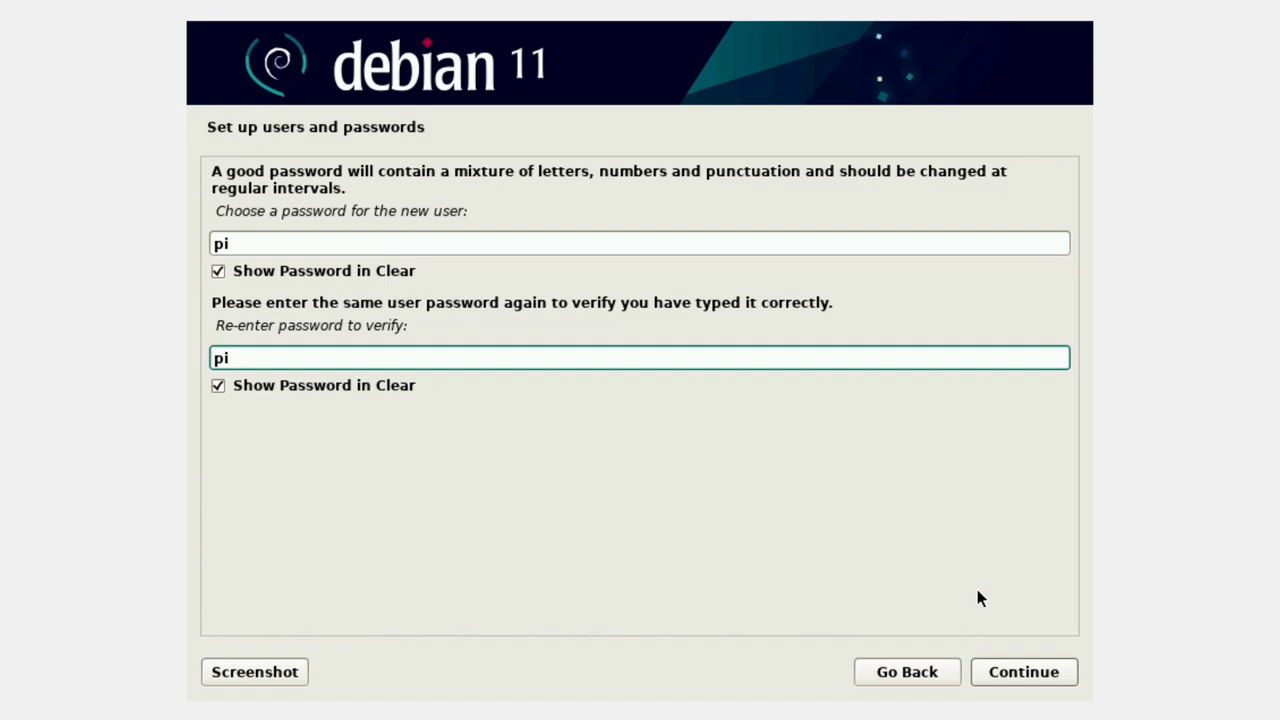 debian 11
Set up users and passwords
A good password will contain a mixture of letters, numbers and punctuation and should be changed at
regular intervals.
Choose a password for the new user:
pi
Show Password in Clear
Please enter the same user password again to verify you have typed it correctly.
Re-enter password to verify:
pi
Show Password in Clear
Screenshot
Go Back
Continue